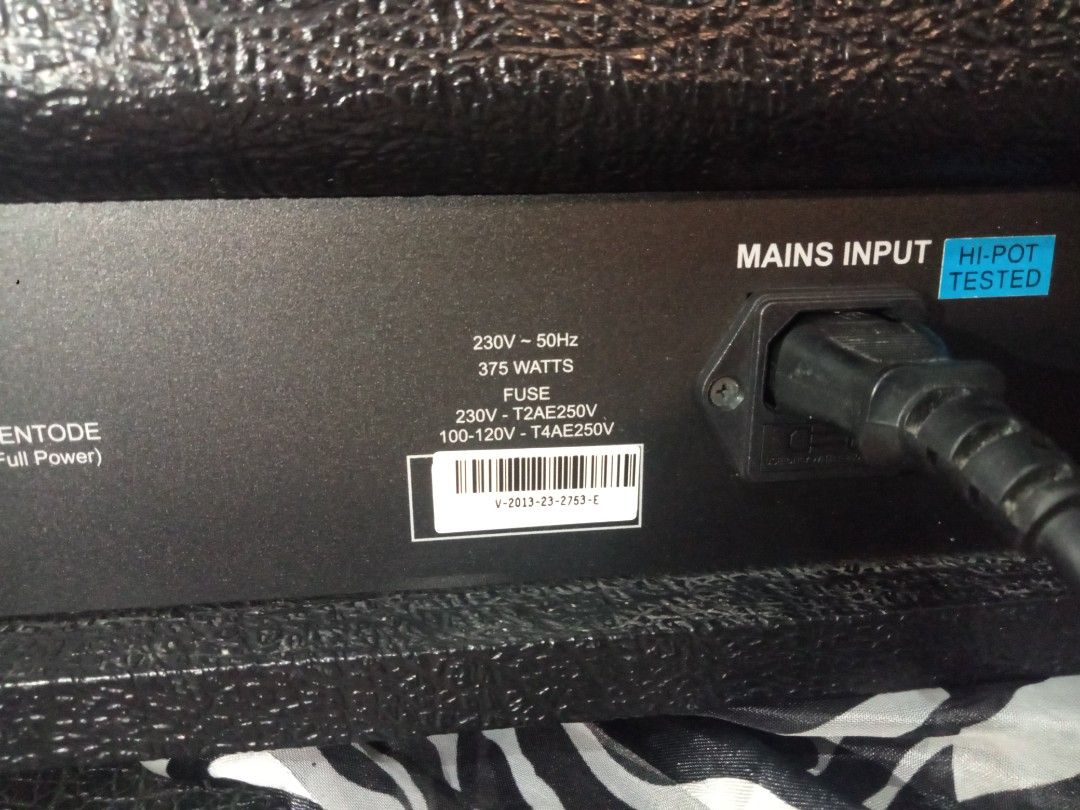 MAINS INPUT
HI-POT
TESTED
230V ~ 50Hz
375 WATTS
FUSE
230V - T2AE250V
100-120V - T4AE250V
ENTODE
Full Power)
V-2013-23-2753-E